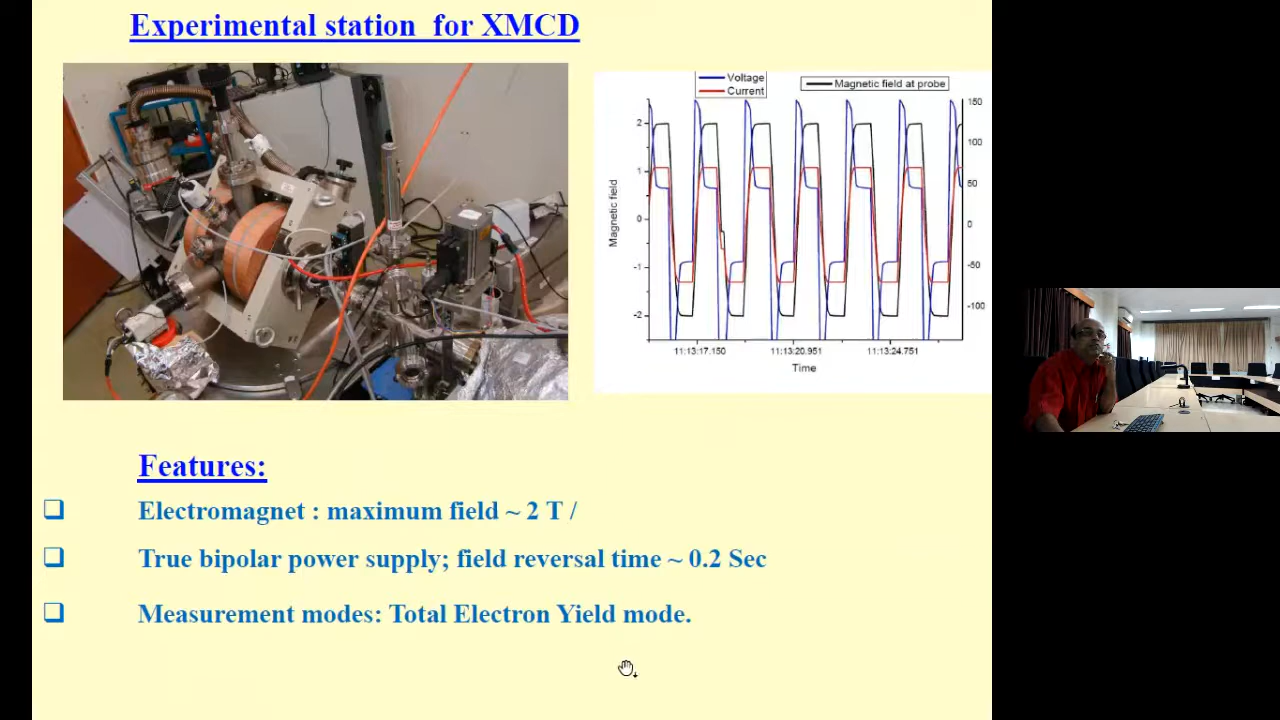 Experimental station for XMCD
Voltage
Current
Magnetic field at probe
2
1
0
-1
-2
Magnetic field
150
100
50
0
-50
-100
11:13:17.150 11:13:20.951 11:13:24.751
Time
Features:
Electromagnet : maximum field ~ 2 T /
True bipolar power supply; field reversal time ~ 0.2 Sec
Measurement modes: Total Electron Yield mode.